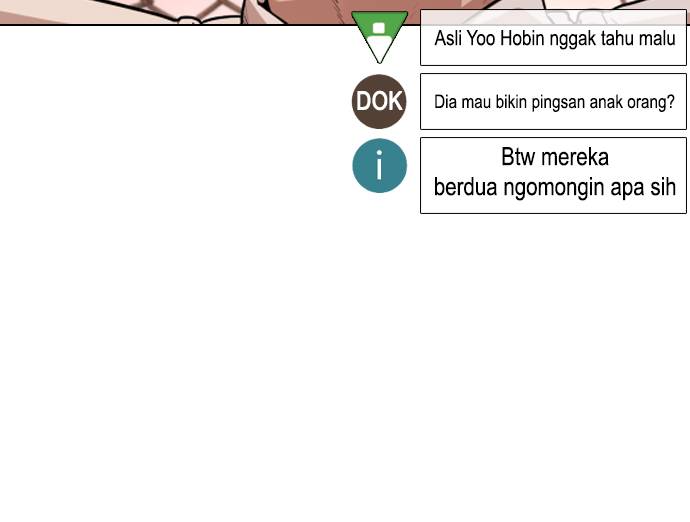 Asli Yoo Hobin nggak tahu malu
DOK
Dia mau bikin pingsan anak orang?
i
Btw mereka
berdua ngomongin apa sih